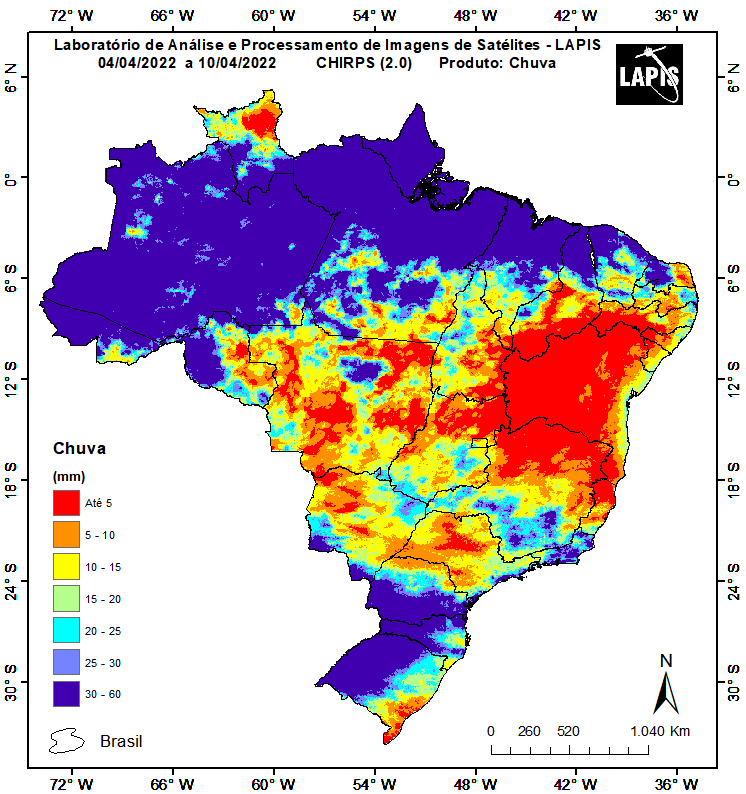 72° W 66° W 60° W 54° W 48° W 42° W 36° W
Laboratório de Análise e Processamento de Imagens de Satélites - LAPIS
04/04/2022 a 10/04/2022 CHIRPS (2.0) Produto: Chuva
LAPIS
6° N 6° N
0° 0°
6° S 6° S
12° S 12° S
18° S 18° S
24° S 24° S
30° S 30° S
Chuva
(mm)
Até 5
5 - 10
10 - 15
15 - 20
20 - 25
25 - 30
30 - 60
Brasil
N
0 260 520 1.040 Km
72° W 66° W 60° W 54° W 48° W 42° W 36° W